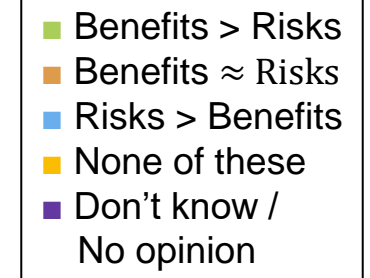 Benefits > Risks
Benefits ≈ Risks
Risks > Benefits
None of these
Don't know /
No opinion